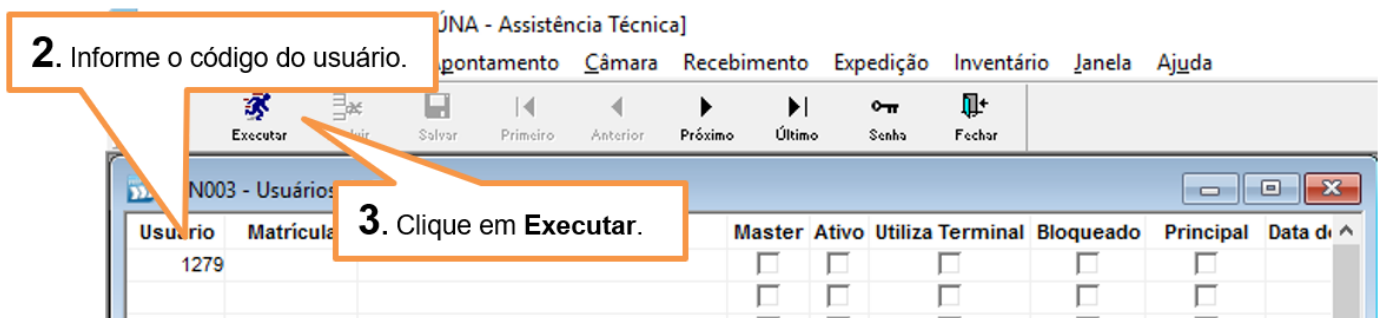 ÚNA - Assistência Técnica]
2. Informe o código do usuário.
Apontamento Câmara Recebimento Expedição Inventário Janela Ajuda
Executar Salvar Primeiro Anterior Próximo Último Senha Fechar
N003 - Usuários
3. Clique em Executar.
Usuário Matrícula Master Ativo Utiliza Terminal Bloqueado Principal Data de
1279